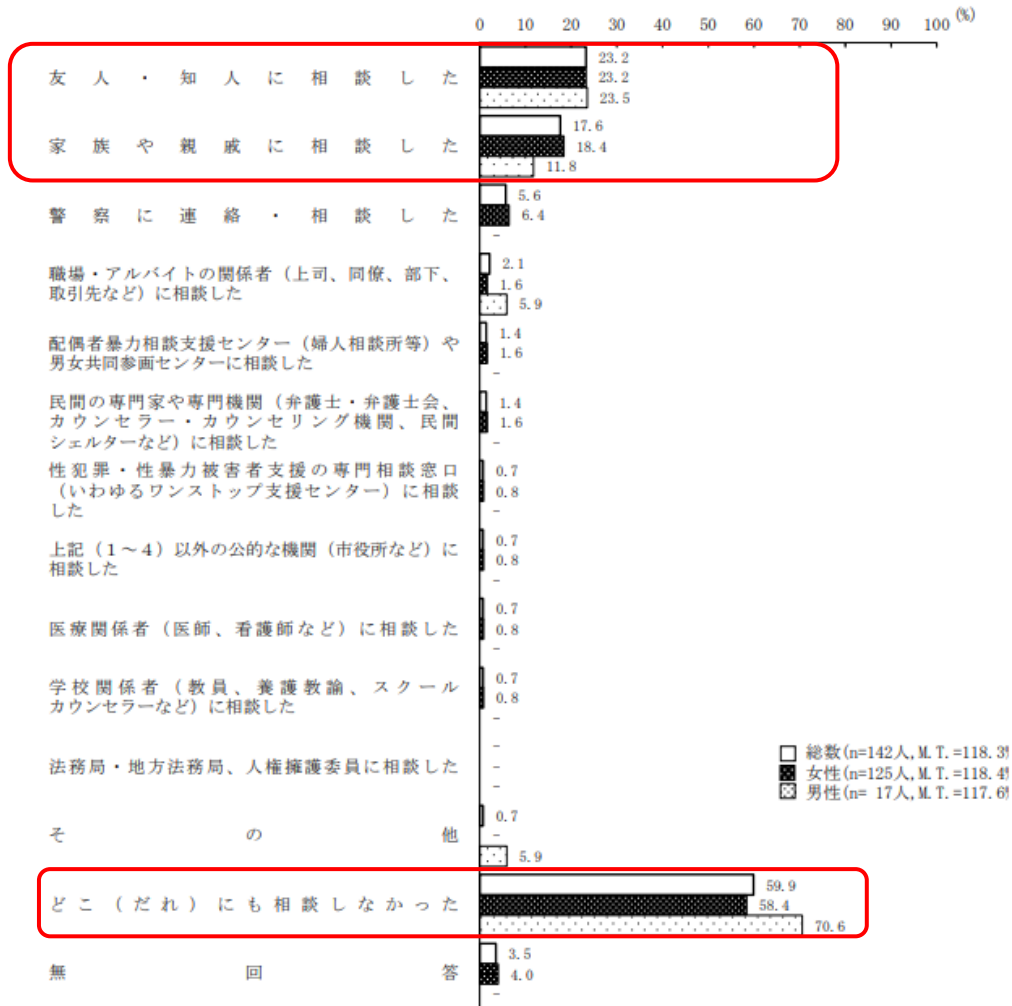 0 10 20 30 40 50 60 70 80 90 100 (%)
友人・知人に相談した
23.2
23.2
23.5
家族や親戚に相談した
17.6
18.4
11.8
警察に連絡・相談した
5.6
6.4
-
職場・アルバイトの関係者（上司、同僚、部下、
取引先など）に相談した
2.1
1.6
5.9
配偶者暴力相談支援センター（婦人相談所等）や
男女共同参画センターに相談した
1.4
1.6
-
民間の専門家や専門機関（弁護士・弁護士会、
カウンセラー・カウンセリング機関、民間
シェルターなど）に相談した
1.4
1.6
-
性犯罪・性暴力被害者支援の専門相談窓口
（いわゆるワンストップ支援センター）に相談
した
0.7
0.8
-
上記（１～４）以外の公的な機関（市役所など）に
相談した
0.7
0.8
-
医療関係者（医師、看護師など）に相談した
0.7
0.8
-
学校関係者（教員、養護教諭、スクール
カウンセラーなど）に相談した
0.7
0.8
-
法務局・地方法務局、人権擁護委員に相談した
-
-
-
総数(n=142人,M.T.=118.3
女性(n=125人,M.T.=118.4
男性(n= 17人,M.T.=117.6
その他
0.7
-
5.9
どこ（だれ）にも相談しなかった
59.9
58.4
70.6
無回答
3.5
4.0
-